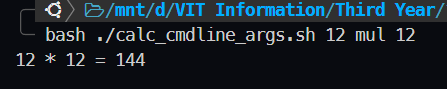 /mnt/d/VIT Information/Third Year/
bash ./calc_cmdline_args.sh 12 mul 12
12 * 12 = 144